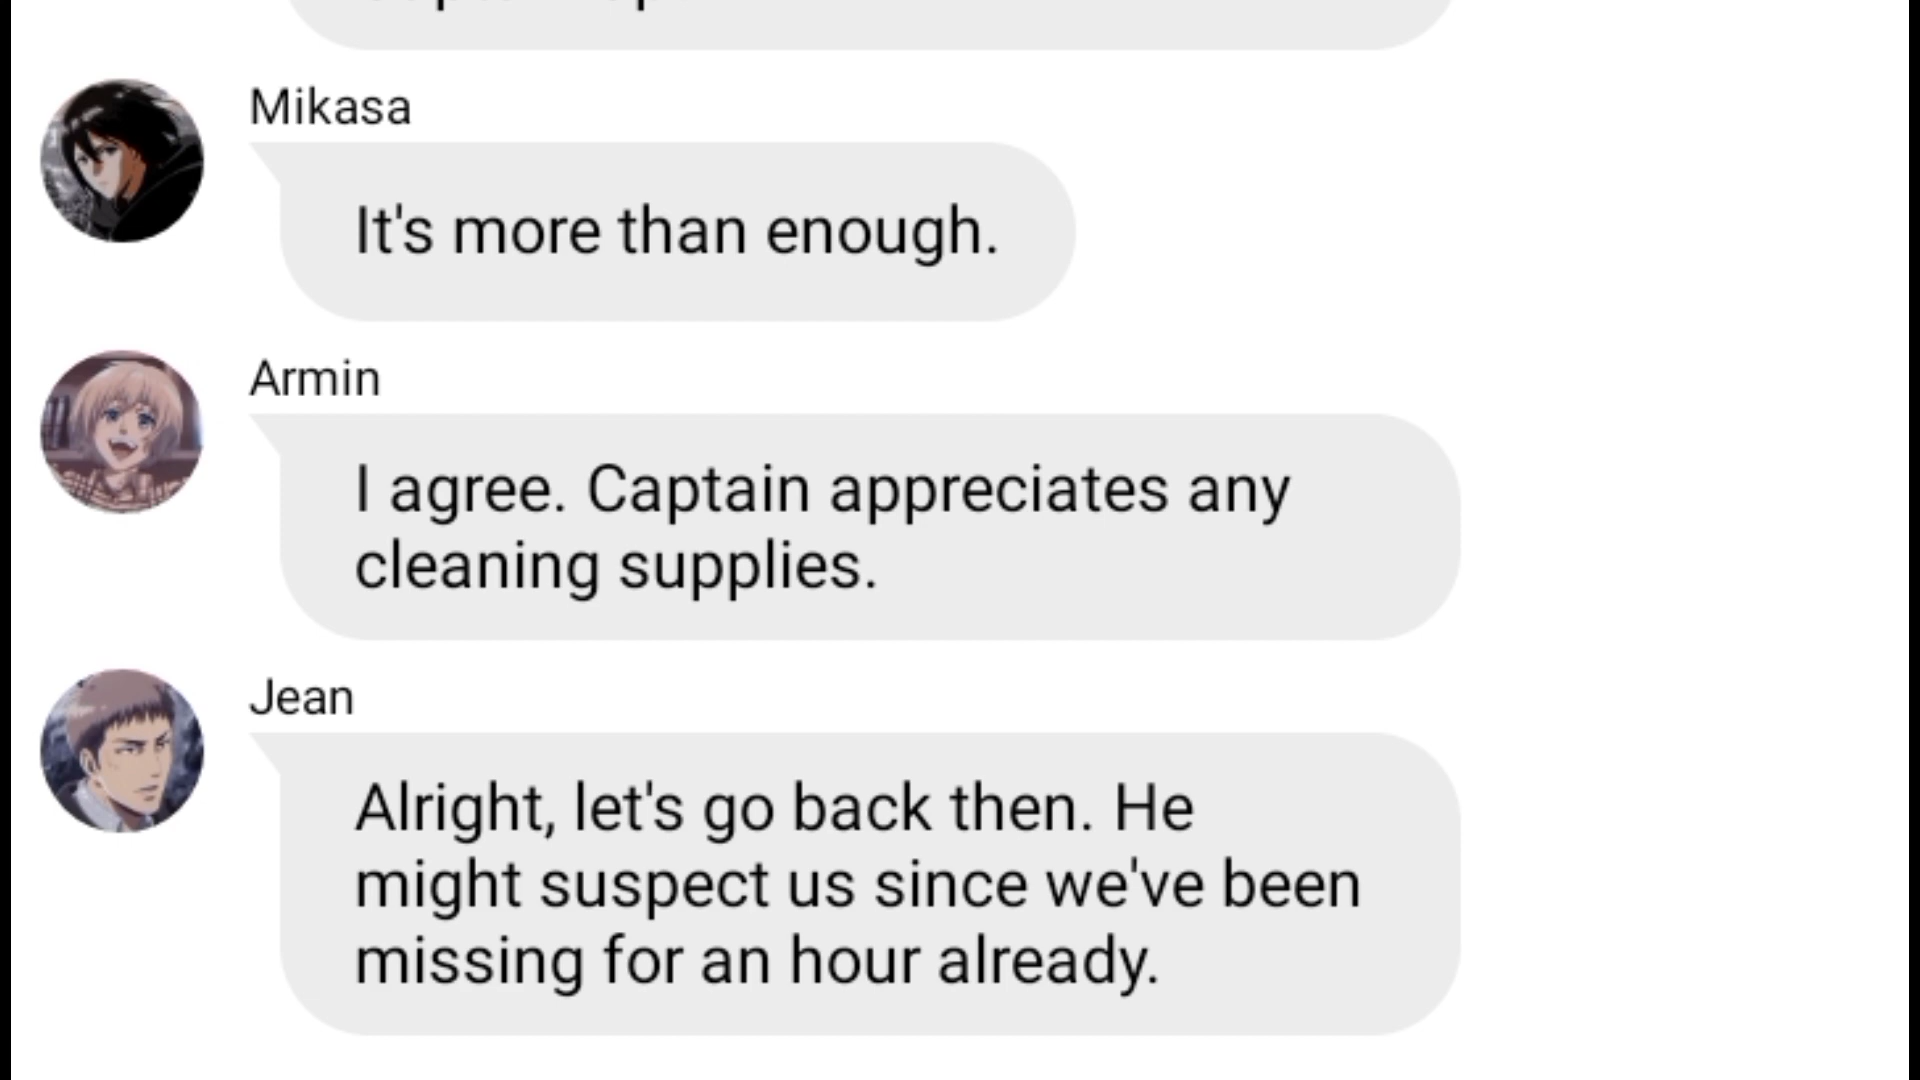 Mikasa
It's more than enough.
Armin
I agree. Captain appreciates any
cleaning supplies.
Jean
Alright, let's go back then. He
might suspect us since we've been
missing for an hour already.